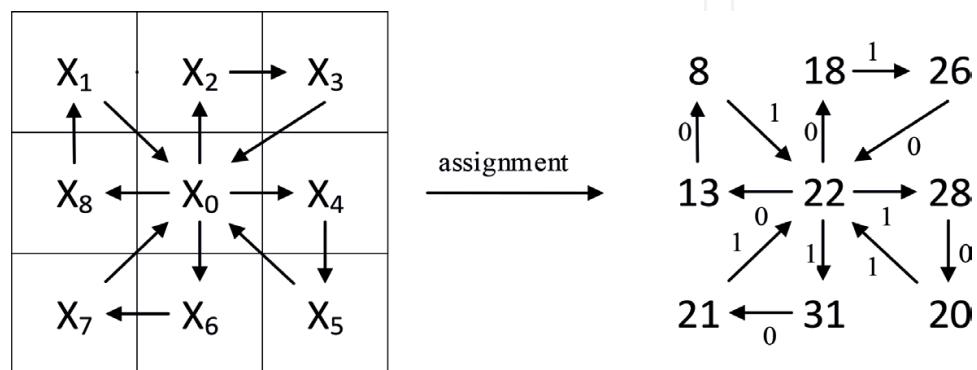 X₁ X₂ X₃ 8 18 1 26
1 0
0 0
X₈ X₀ X₄ assignment 13 22 28
0 1
1 1 1 0
X₇ X₆ X₅ 21 31 20
0